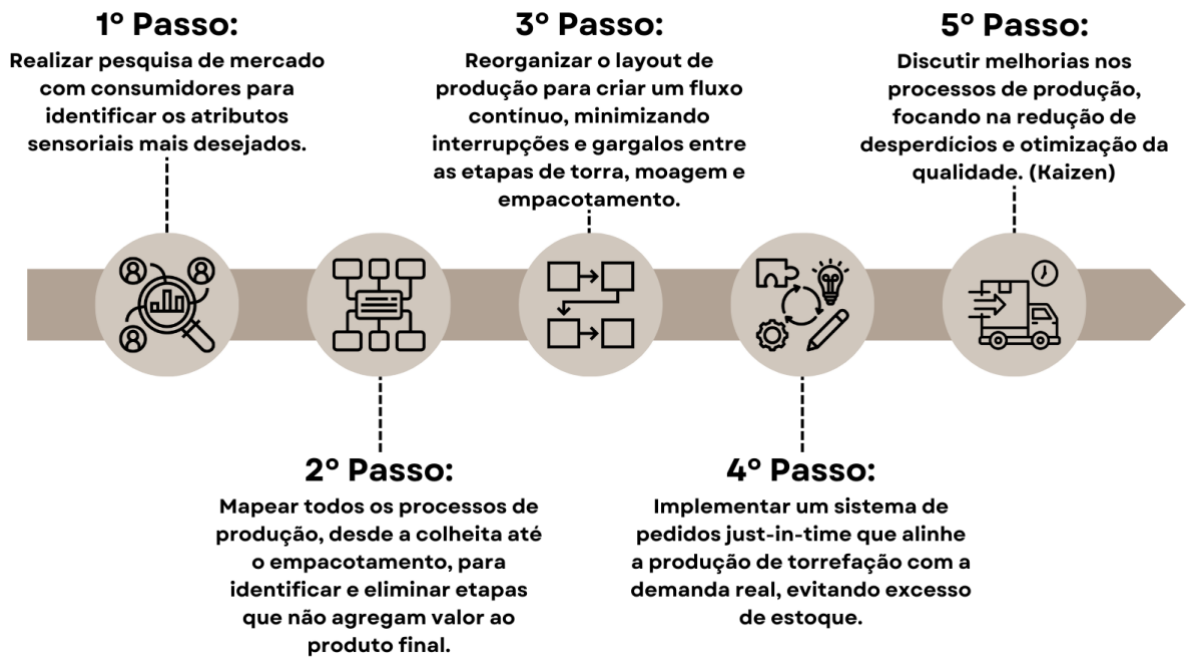 1º Passo:
Realizar pesquisa de mercado
com consumidores para
identificar os atributos
sensoriais mais desejados.
2º Passo:
Mapear todos os processos de
produção, desde a colheita até
o empacotamento, para
identificar e eliminar etapas
que não agregam valor ao
produto final.
3º Passo:
Reorganizar o layout de
produção para criar um fluxo
contínuo, minimizando
interrupções e gargalos entre
as etapas de torra, moagem e
empacotamento.
4º Passo:
Implementar um sistema de
pedidos just-in-time que alinhe
a produção de torrefação com a
demanda real, evitando excesso
de estoque.
5º Passo:
Discutir melhorias nos
processos de produção,
focando na redução de
desperdícios e otimização da
qualidade. (Kaizen)